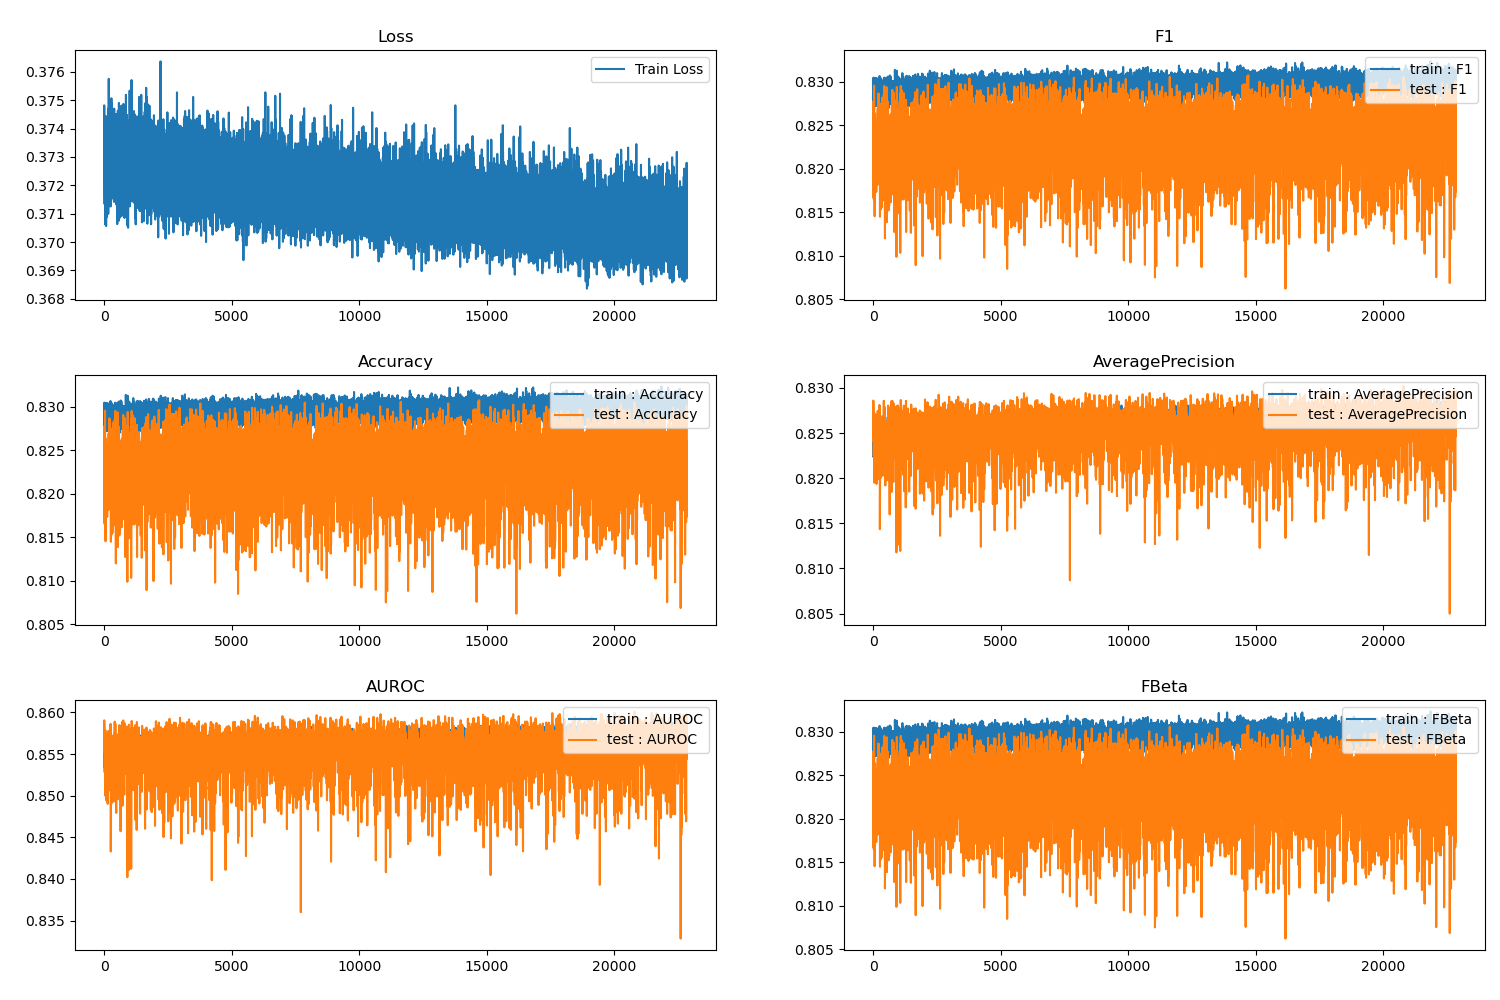 Loss
Train Loss
0.376
0.375
0.374
0.373
0.372
0.371
0.370
0.369
0.368
0 5000 10000 15000 20000
F1
train : F1
test : F1
0.830
0.825
0.820
0.815
0.810
0.805
0 5000 10000 15000 20000
Accuracy
train : Accuracy
test : Accuracy
0.830
0.825
0.820
0.815
0.810
0.805
0 5000 10000 15000 20000
AveragePrecision
train : AveragePrecision
test : AveragePrecision
0.830
0.825
0.820
0.815
0.810
0.805
0 5000 10000 15000 20000
AUROC
train : AUROC
test : AUROC
0.860
0.855
0.850
0.845
0.840
0.835
0 5000 10000 15000 20000
FBeta
train : FBeta
test : FBeta
0.830
0.825
0.820
0.815
0.810
0.805
0 5000 10000 15000 20000